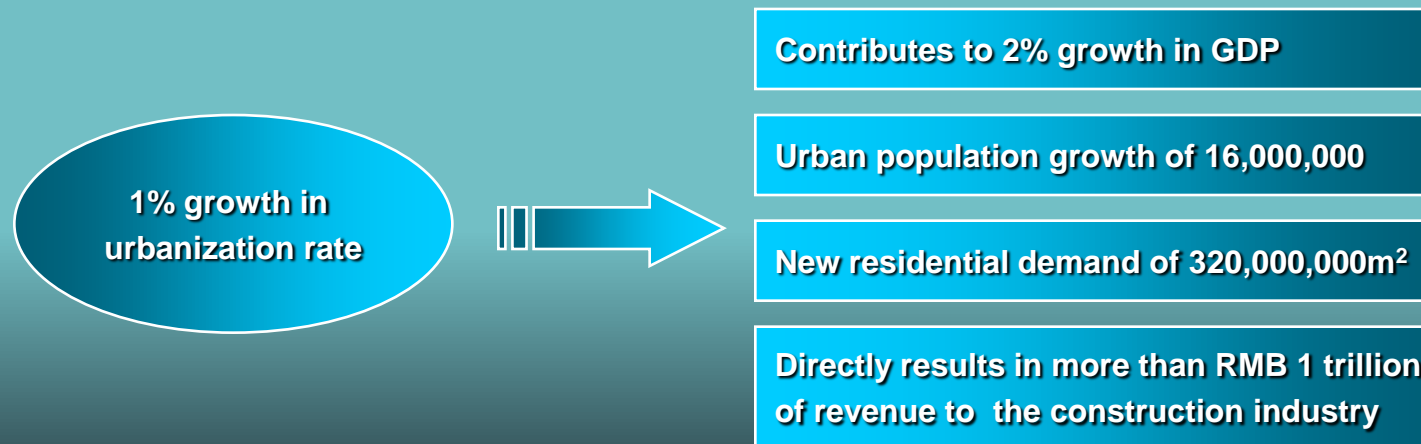 1% growth in
urbanization rate
Contributes to 2% growth in GDP
Urban population growth of 16,000,000
New residential demand of 320,000,000m²
Directly results in more than RMB 1 trillion
of revenue to the construction industry